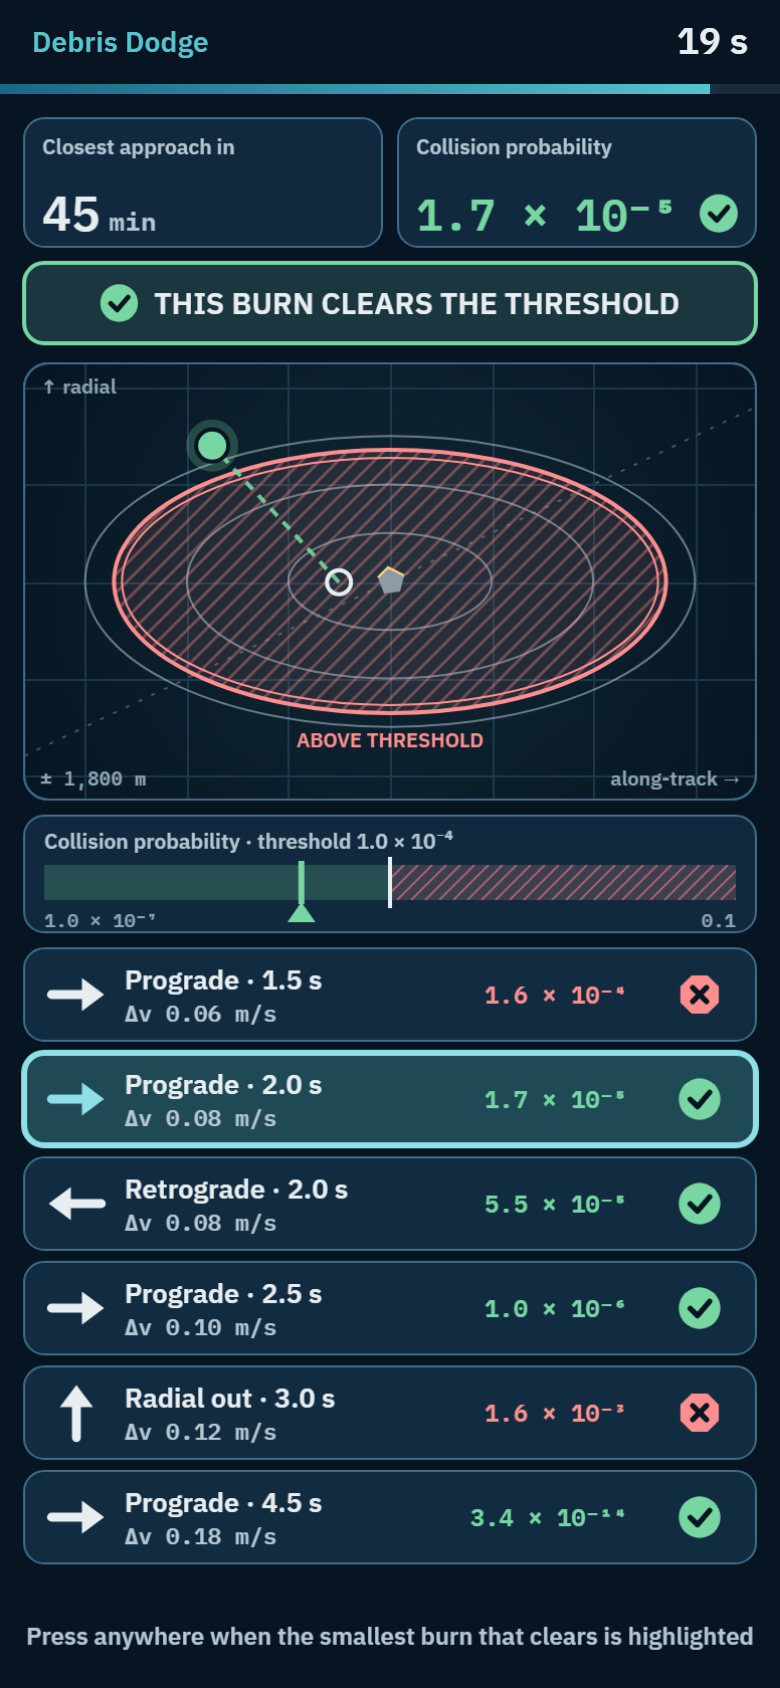 Debris Dodge
19 s
Closest approach in
45 min
Collision probability
1.7 × 10⁻⁵
THIS BURN CLEARS THE THRESHOLD
↑ radial
ABOVE THRESHOLD
± 1,800 m
along-track →
Collision probability · threshold 1.0 × 10⁻⁴
1.0 × 10⁻⁷
0.1
Prograde · 1.5 s
Δv 0.06 m/s
1.6 × 10⁻⁴
Prograde · 2.0 s
Δv 0.08 m/s
1.7 × 10⁻⁵
Retrograde · 2.0 s
Δv 0.08 m/s
5.5 × 10⁻⁵
Prograde · 2.5 s
Δv 0.10 m/s
1.0 × 10⁻⁶
Radial out · 3.0 s
Δv 0.12 m/s
1.6 × 10⁻³
Prograde · 4.5 s
Δv 0.18 m/s
3.4 × 10⁻¹⁴
Press anywhere when the smallest burn that clears is highlighted